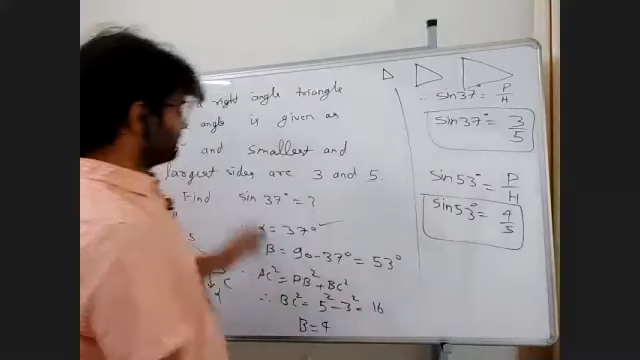 a right angle triangle
angle is given as
and smallest and
largest sides are 3 and 5.
Find sin 37° = ?
5
α = 37°
B = 90 - 37° = 53°
C
∴ AC² = AB² + BC²
∴ BC² = 5² - 3² = 16
B = 4
∴ sin 37° = P/H
sin 37° = 3/5
sin 53° = P/H
sin 53° = 4/5